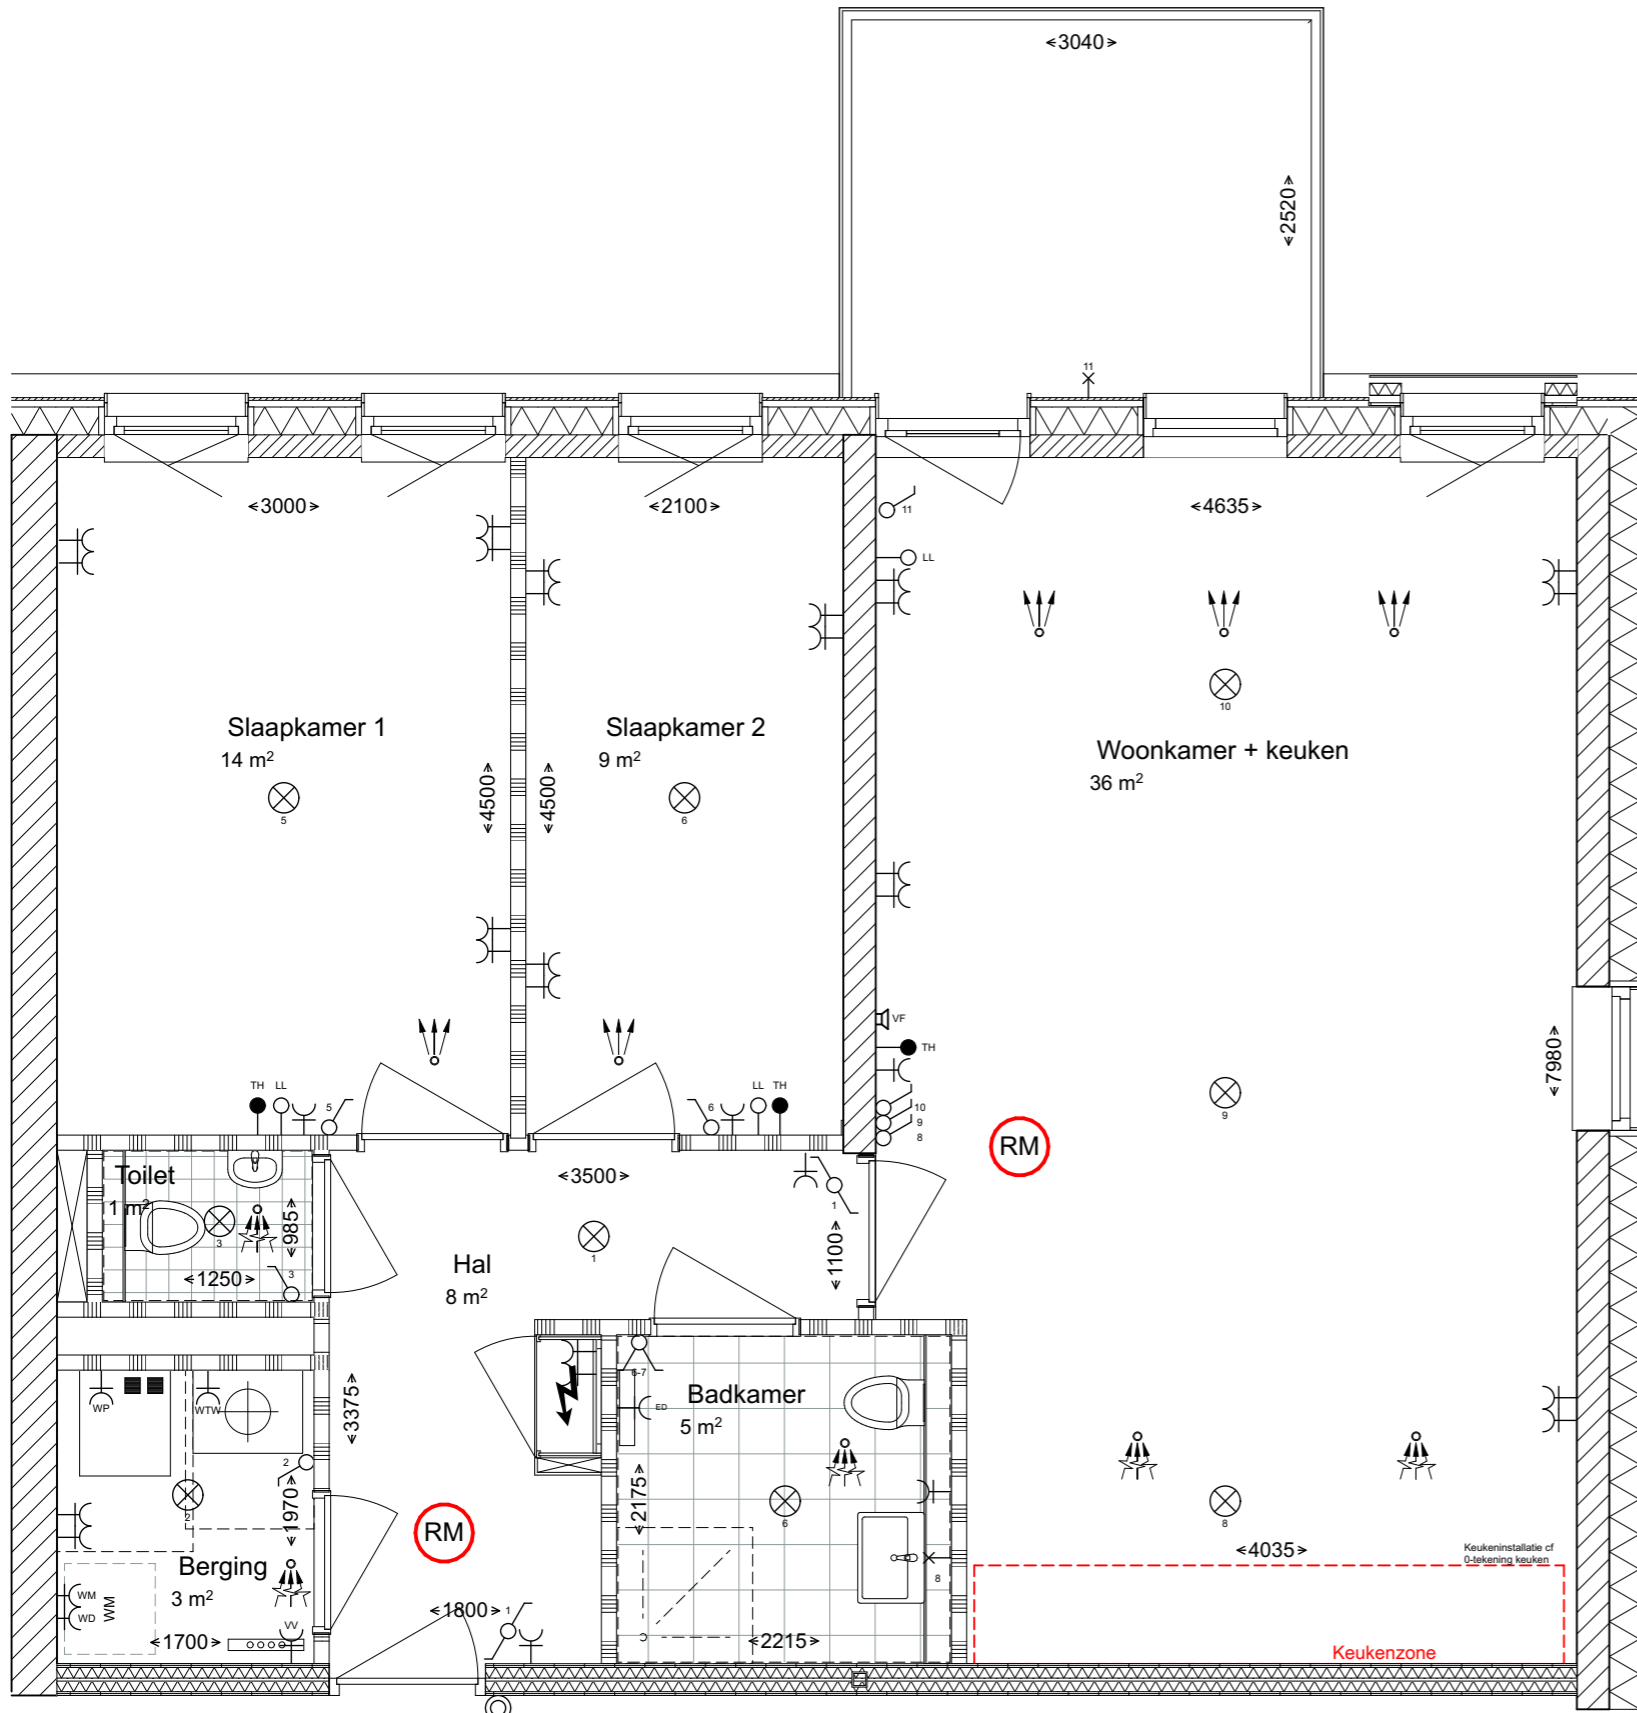 3040
2520
11
3000
2100
4635
11
LL
10
Slaapkamer 1
14 m²
Slaapkamer 2
9 m²
Woonkamer + keuken
36 m²
5
4500
4500
6
VF
TH
7980
9
TH
LL
5
6
LL
TH
10
9
8
RM
Toilet
1 m²
3
985
1250
3
3500
1
1
1100
Hal
8 m²
6-7
WP
WTW
3375
ED
Badkamer
5 m²
2
2
1970
2175
6
8
RM
4035
Keukeninstallatie cf
0-tekening keuken
Berging
3 m²
8
WM
WD
WM
VV
1700
1800
1
2215
Keukenzone